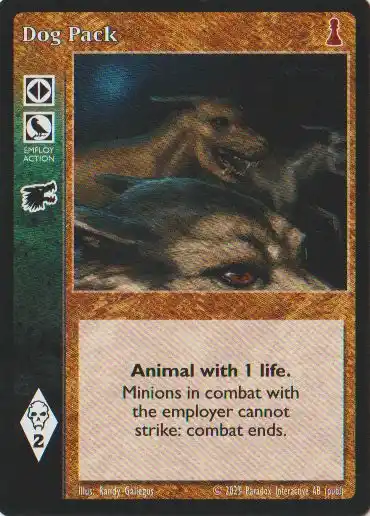 Dog Pack
EMPLOY
ACTION
Animal with 1 life.
Minions in combat with
the employer cannot
strike: combat ends.
2
Illus: Randy Gallegos © 2023 Paradox Interactive AB (publ)